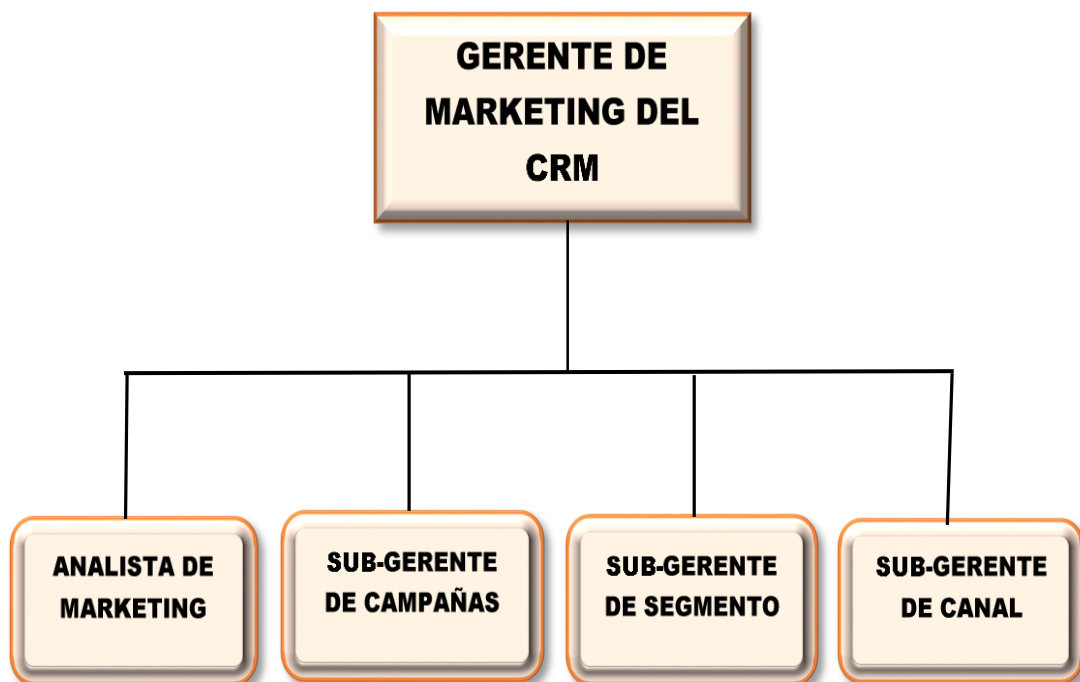 GERENTE DE
MARKETING DEL
CRM
ANALISTA DE
MARKETING
SUB-GERENTE
DE CAMPAÑAS
SUB-GERENTE
DE SEGMENTO
SUB-GERENTE
DE CANAL